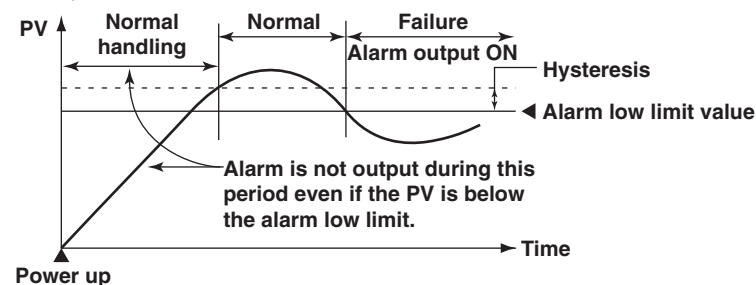 PV
Normal
handling
Normal
Failure
Alarm output ON
Hysteresis
Alarm low limit value
Alarm is not output during this
period even if the PV is below
the alarm low limit.
Time
Power up